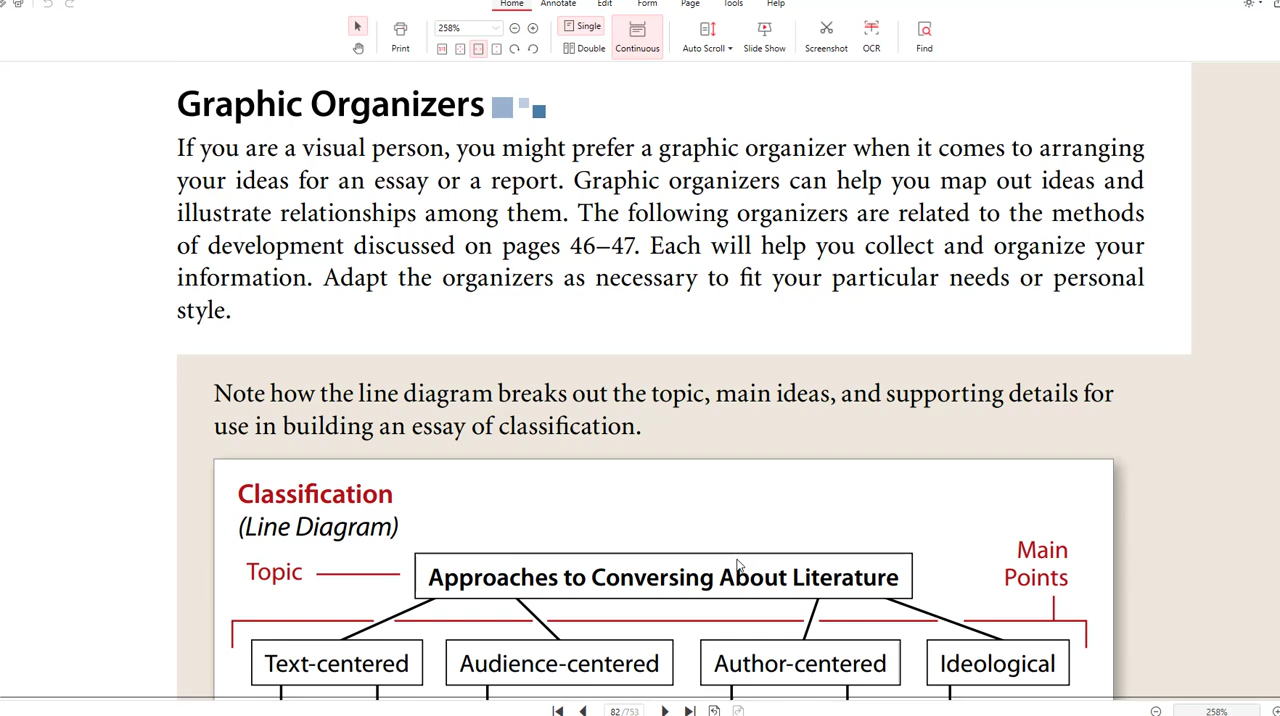 Home Annotate Edit Form Page Tools Help
258% Single
Print Double Continuous Auto Scroll Slide Show Screenshot OCR Find
Graphic Organizers
If you are a visual person, you might prefer a graphic organizer when it comes to arranging
your ideas for an essay or a report. Graphic organizers can help you map out ideas and
illustrate relationships among them. The following organizers are related to the methods
of development discussed on pages 46–47. Each will help you collect and organize your
information. Adapt the organizers as necessary to fit your particular needs or personal
style.
Note how the line diagram breaks out the topic, main ideas, and supporting details for
use in building an essay of classification.
Classification
(Line Diagram)
Main
Points
Topic
Approaches to Conversing About Literature
Text-centered Audience-centered Author-centered Ideological
82 /753 258%